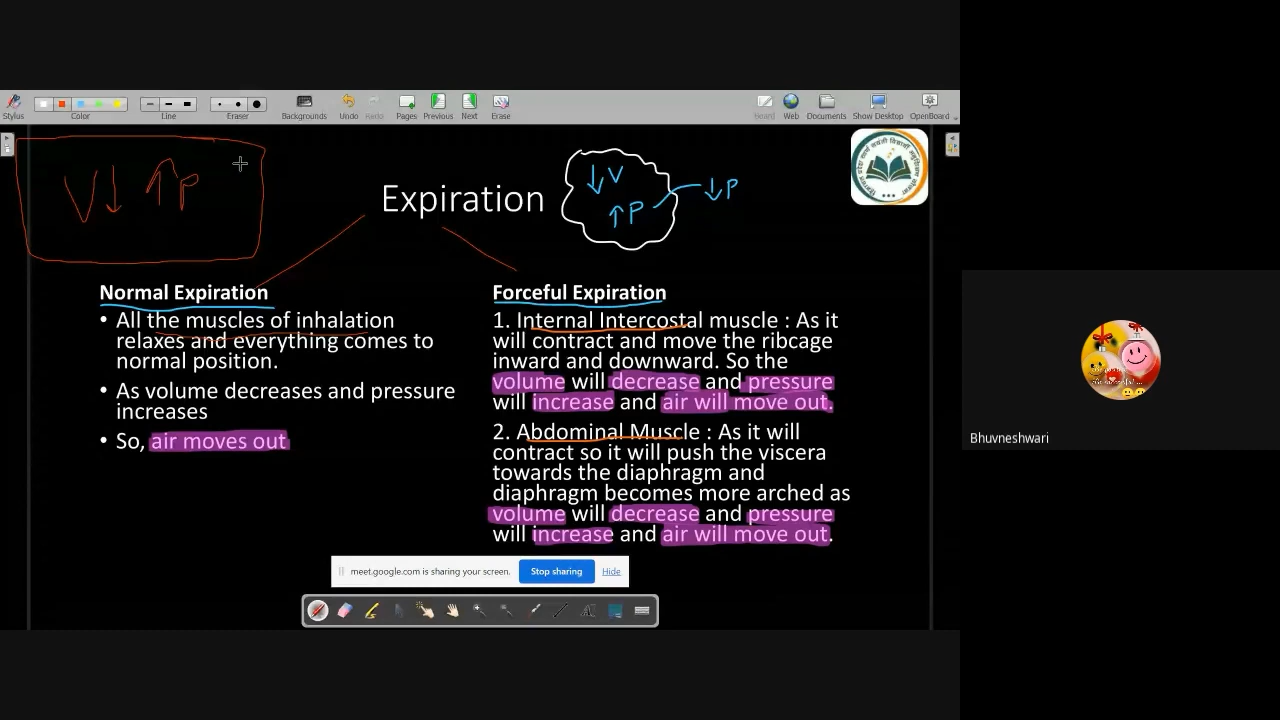 Stylus Color Line Eraser Backgrounds Undo Redo Pages Previous Next Erase Board Web Documents Show Desktop OpenBoard
V↓ ↑P
Expiration
↓V
↑P
↓P
Normal Expiration
• All the muscles of inhalation
relaxes and everything comes to
normal position.
• As volume decreases and pressure
increases
• So, air moves out
Forceful Expiration
1. Internal Intercostal muscle : As it
will contract and move the ribcage
inward and downward. So the
volume will decrease and pressure
will increase and air will move out.
2. Abdominal Muscle : As it will
contract so it will push the viscera
towards the diaphragm and
diaphragm becomes more arched as
volume will decrease and pressure
will increase and air will move out.
meet.google.com is sharing your screen. Stop sharing Hide
Bhuvneshwari